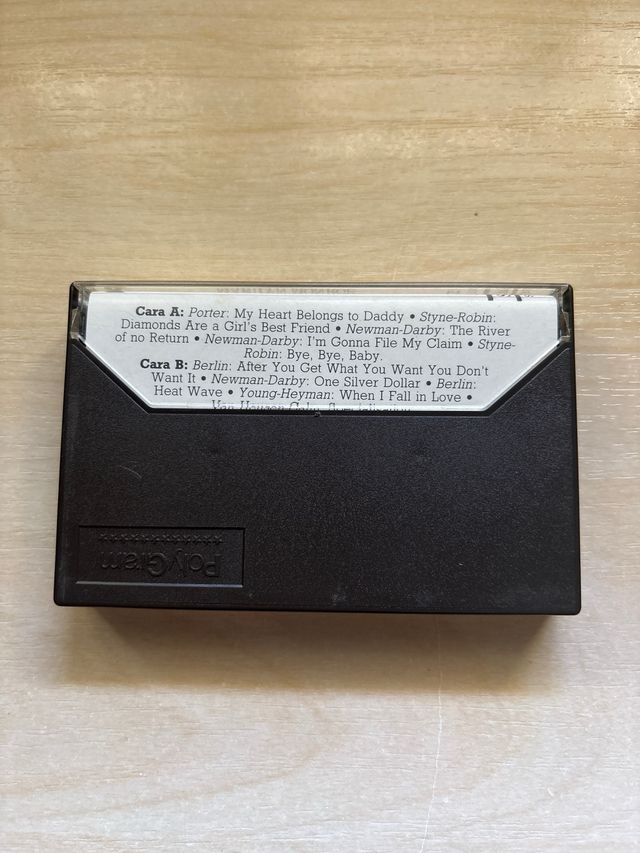 Cara A: Porter: My Heart Belongs to Daddy • Styne-Robin:
Diamonds Are a Girl's Best Friend • Newman-Darby: The River
of no Return • Newman-Darby: I'm Gonna File My Claim • Styne-
Robin: Bye, Bye, Baby.
Cara B: Berlin: After You Get What You Want You Don't
Want It • Newman-Darby: One Silver Dollar • Berlin:
Heat Wave • Young-Heyman: When I Fall in Love •
PolyGram